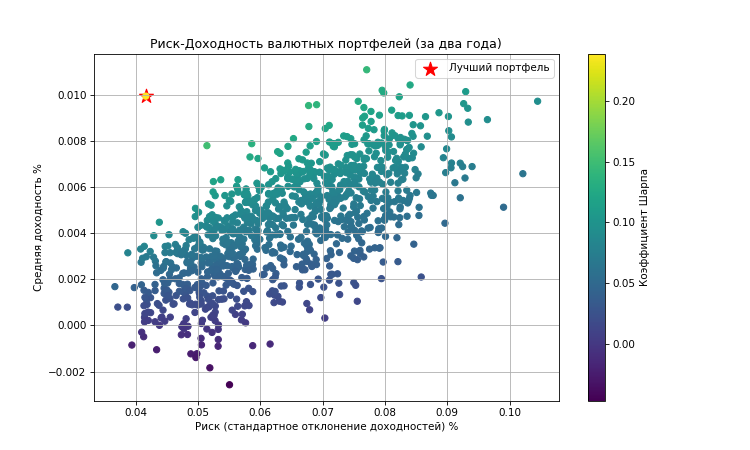 Риск-Доходность валютных портфелей (за два года)
Лучший портфель
0.010
0.008
0.006
0.004
0.002
0.000
−0.002
Средняя доходность %
0.04 0.05 0.06 0.07 0.08 0.09 0.10
Риск (стандартное отклонение доходностей) %
0.20
0.15
0.10
0.05
0.00
Коэффициент Шарпа